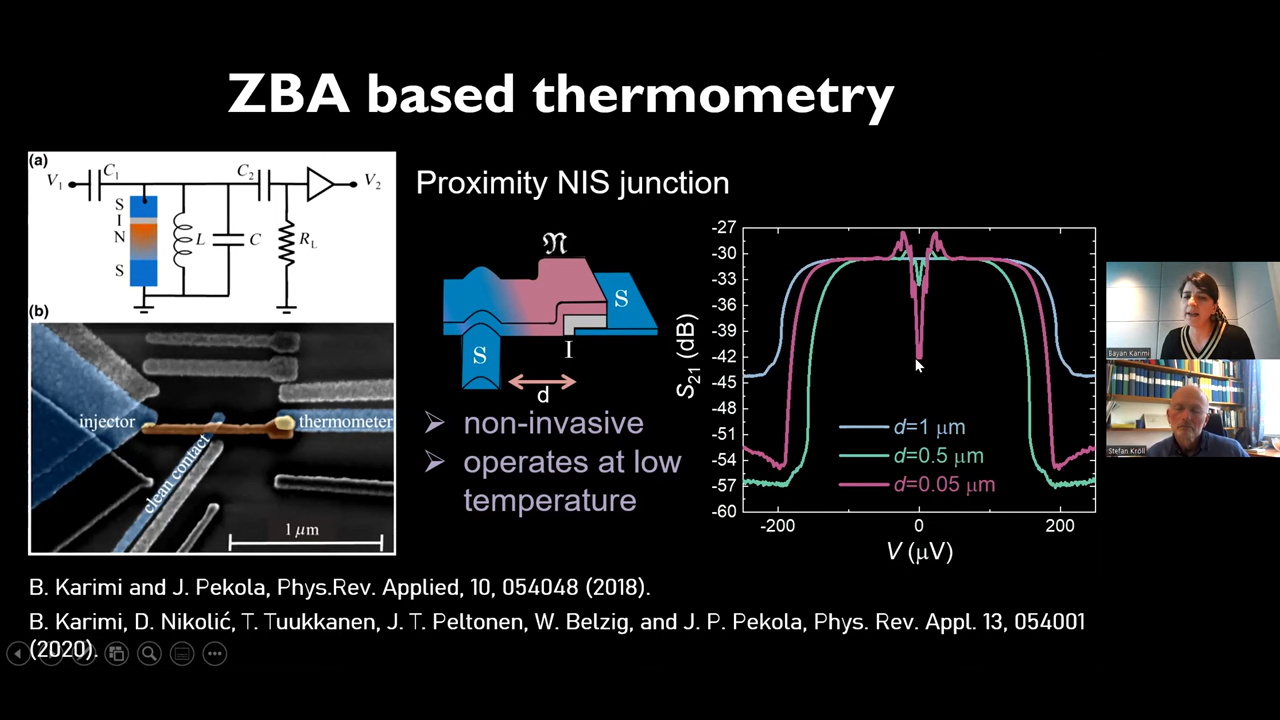 ZBA based thermometry
(a)
V1
C1
C2
V2
S
I
N
S
L
C
RL
(b)
injector
thermometer
clean contact
1 μm
Proximity NIS junction
𝔑
S
S
I
d
➢ non-invasive
➢ operates at low
temperature
S21 (dB)
-27
-30
-33
-36
-39
-42
-45
-48
-51
-54
-57
-60
d=1 μm
d=0.5 μm
d=0.05 μm
-200
0
200
V (μV)
Bayan Karimi
Stefan Kröll
B. Karimi and J. Pekola, Phys.Rev. Applied, 10, 054048 (2018).
B. Karimi, D. Nikolić, T. Tuukkanen, J. T. Peltonen, W. Belzig, and J. P. Pekola, Phys. Rev. Appl. 13, 054001
(2020).